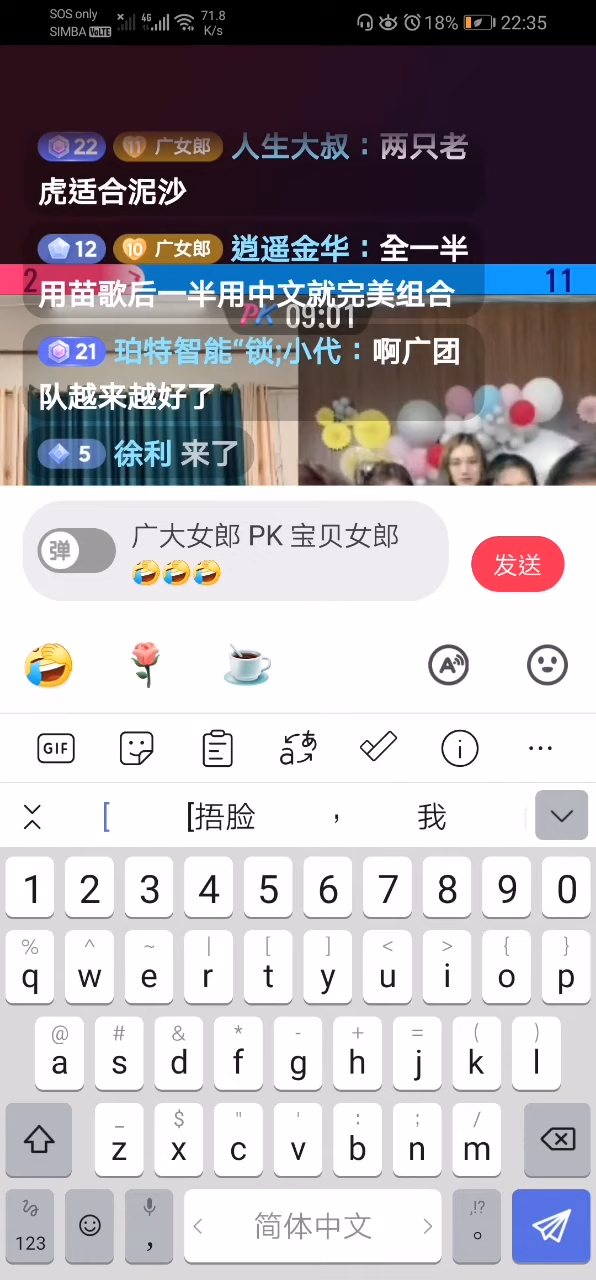 SOS only 4G 71.8
SIMBA VoLTE K/s 18% 22:35
22 11 广女郎 人生大叔：两只老
虎适合泥沙
12 10 广女郎 逍遥金华：全一半
2 11
用苗歌后一半用中文就完美组合
PK 09:01
21 珀特智能“锁;小代：啊广团
队越来越好了
5 徐利 来了
弹 广大女郎 PK 宝贝女郎
🤣🤣🤣
发送
A
GIF a あ i ...
[ [捂脸 ， 我
1 2 3 4 5 6 7 8 9 0
% ^ ~ | [ ] < > { }
q w e r t y u i o p
@ # & * - + = ( )
a s d f g h j k l
_ $ " ' : ; /
z x c v b n m
123 , 简体中文 ,!? 。